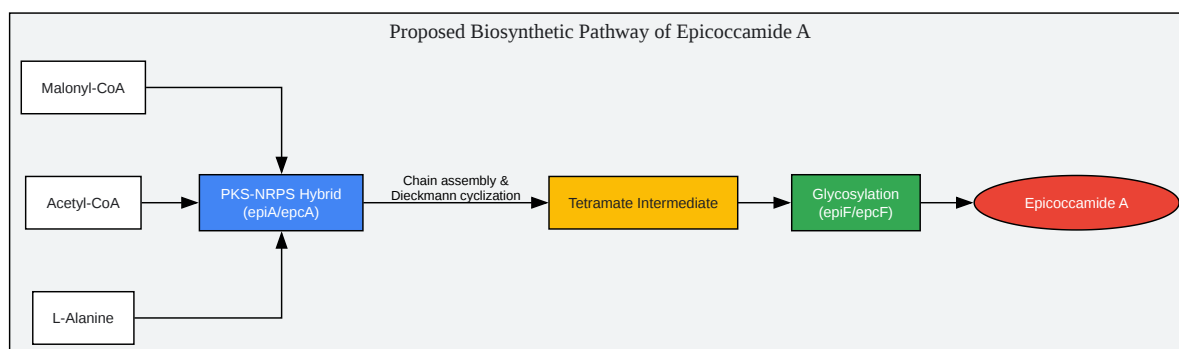 Proposed Biosynthetic Pathway of Epicoccamide A
Malonyl-CoA
Acetyl-CoA
L-Alanine
PKS-NRPS Hybrid
(epiA/epcA)
Chain assembly &
Dieckmann cyclization
Tetramate Intermediate
Glycosylation
(epiF/epcF)
Epicoccamide A